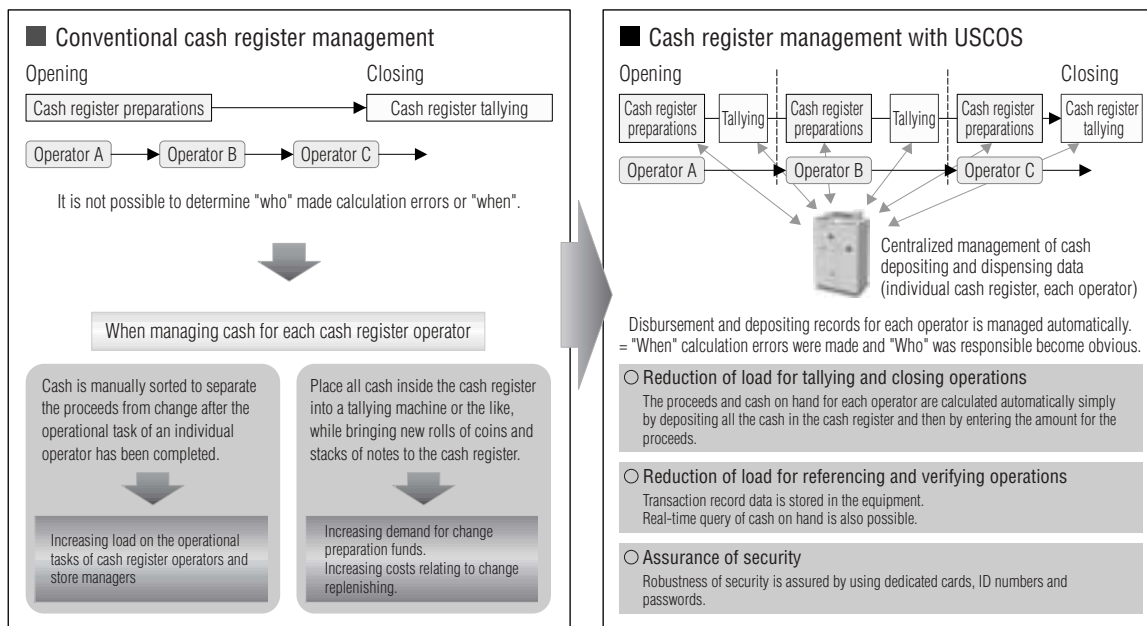 Conventional cash register management
Opening
Closing
Cash register preparations
Cash register tallying
Operator A
Operator B
Operator C
It is not possible to determine "who" made calculation errors or "when".
When managing cash for each cash register operator
Cash is manually sorted to separate
the proceeds from change after the
operational task of an individual
operator has been completed.
Increasing load on the operational
tasks of cash register operators and
store managers
Place all cash inside the cash register
into a tallying machine or the like,
while bringing new rolls of coins and
stacks of notes to the cash register.
Increasing demand for change
preparation funds.
Increasing costs relating to change
replenishing.
Cash register management with USCOS
Opening
Closing
Cash register
preparations
Tallying
Cash register
preparations
Tallying
Cash register
preparations
Cash register
tallying
Operator A
Operator B
Operator C
Centralized management of cash
depositing and dispensing data
(individual cash register, each operator)
Disbursement and depositing records for each operator is managed automatically.
= "When" calculation errors were made and "Who" was responsible become obvious.
Reduction of load for tallying and closing operations
The proceeds and cash on hand for each operator are calculated automatically simply
by depositing all the cash in the cash register and then by entering the amount for the
proceeds.
Reduction of load for referencing and verifying operations
Transaction record data is stored in the equipment.
Real-time query of cash on hand is also possible.
Assurance of security
Robustness of security is assured by using dedicated cards, ID numbers and
passwords.